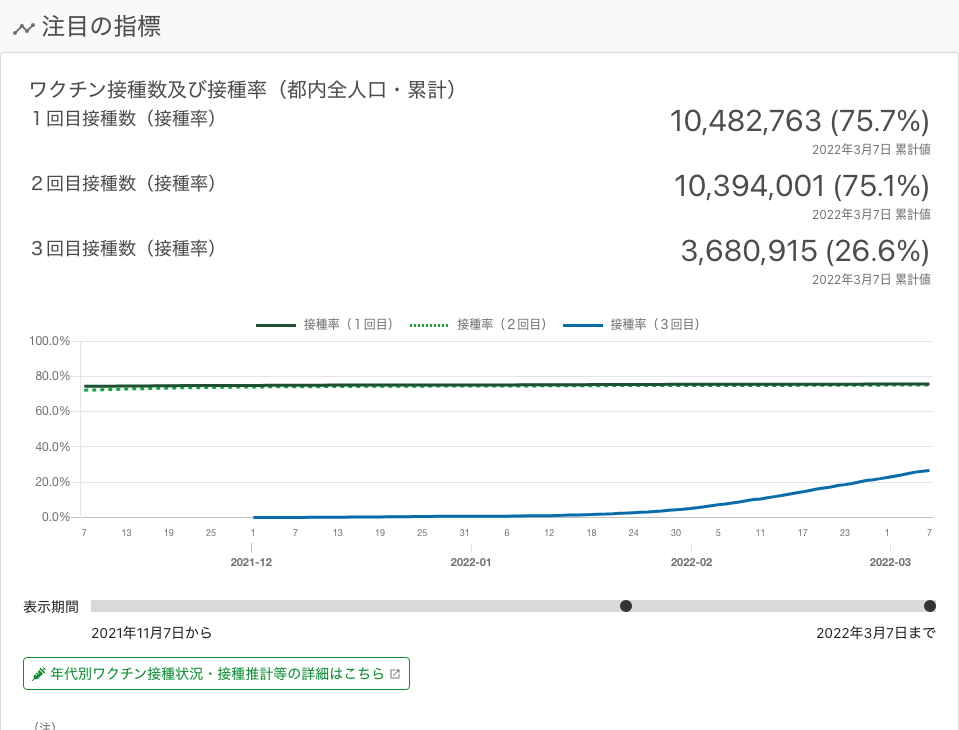 注目の指標
ワクチン接種数及び接種率（都内全人口・累計）
１回目接種数（接種率）
10,482,763 (75.7%)
2022年3月7日 累計値
２回目接種数（接種率）
10,394,001 (75.1%)
2022年3月7日 累計値
３回目接種数（接種率）
3,680,915 (26.6%)
2022年3月7日 累計値
接種率（１回目） 接種率（２回目） 接種率（３回目）
100.0%
80.0%
60.0%
40.0%
20.0%
0.0%
7 13 19 25 1 7 13 19 25 31 6 12 18 24 30 5 11 17 23 1 7
2021-12 2022-01 2022-02 2022-03
表示期間
2021年11月7日から 2022年3月7日まで
年代別ワクチン接種状況・接種推計等の詳細はこちら
（注）